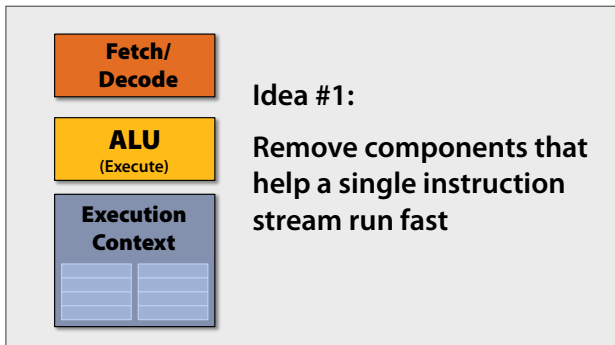 Fetch/
Decode
ALU
(Execute)
Execution
Context
Idea #1:
Remove components that
help a single instruction
stream run fast